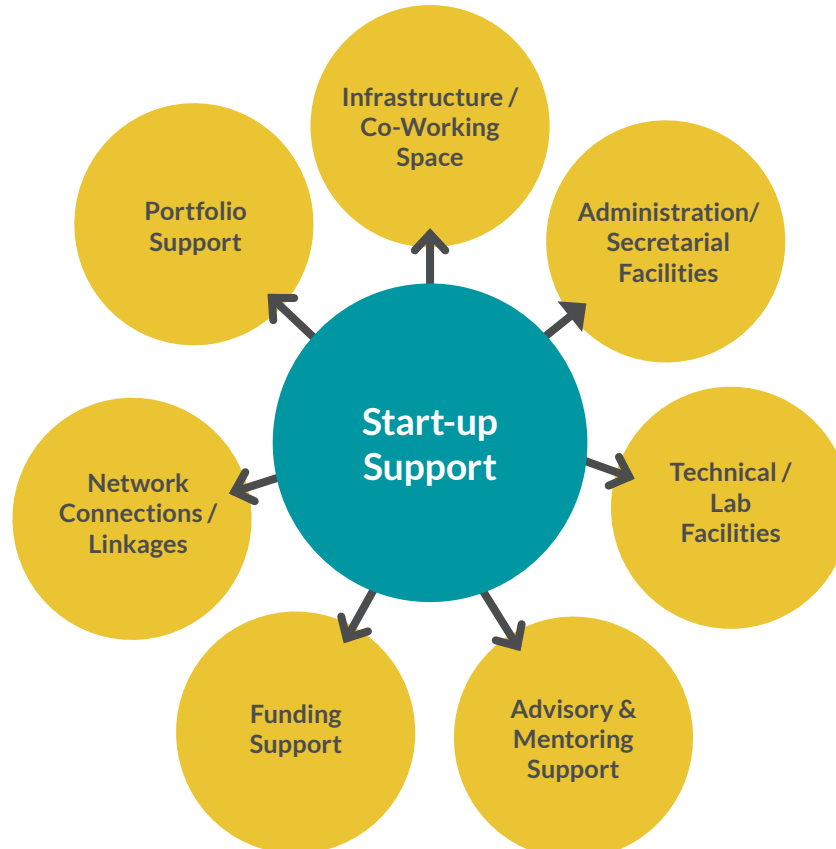 Infrastructure /
Co-Working
Space
Administration/
Secretarial
Facilities
Technical /
Lab
Facilities
Advisory &
Mentoring
Support
Funding
Support
Network
Connections /
Linkages
Portfolio
Support
Start-up
Support